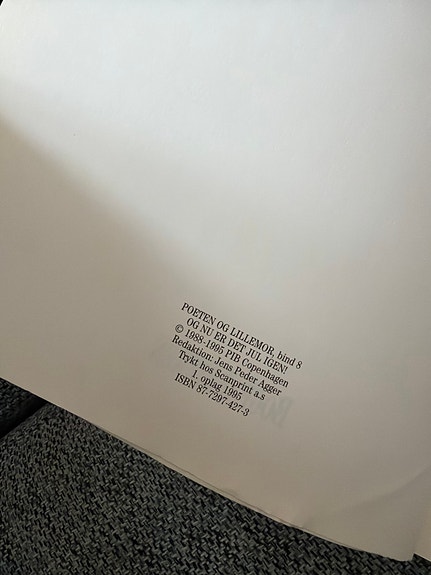 POETEN OG LILLEMOR, bind 8
OG NU ER DET JUL IGEN!
© 1988-1995 PIB Copenhagen
Redaktion: Jens Peder Agger
Trykt hos Scanprint a.s
1. oplag 1995
ISBN 87-7297-427-3